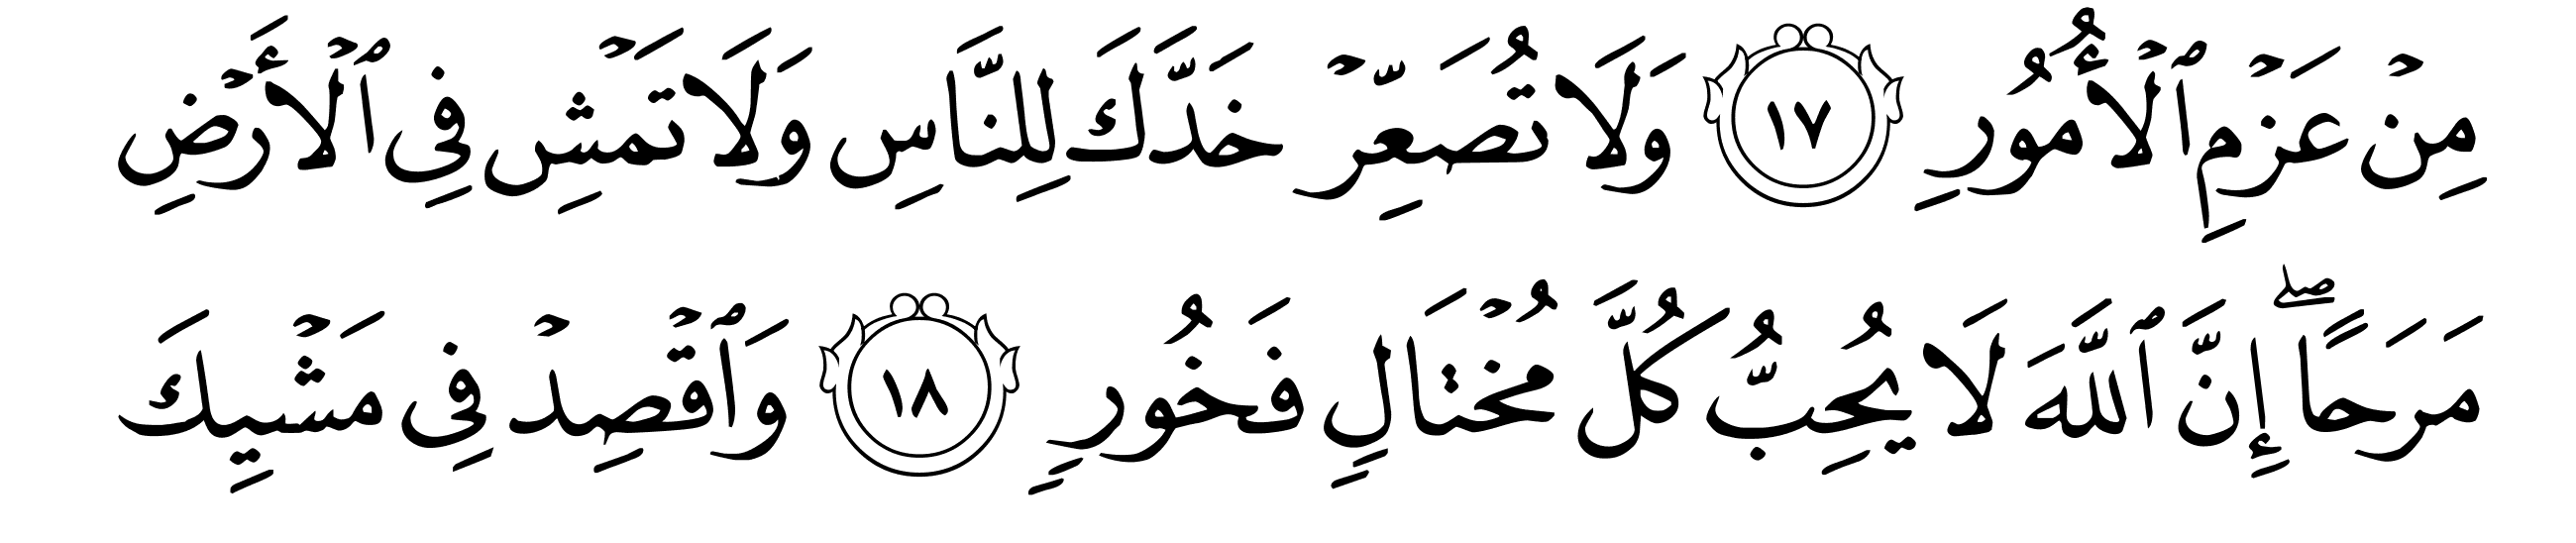 مِنۡ عَزۡمِ ٱلۡأُمُورِ ١٧ وَلَا تُصَعِّرۡ خَدَّكَ لِلنَّاسِ وَلَا تَمۡشِ فِي ٱلۡأَرۡضِ
مَرَحًاۖ إِنَّ ٱللَّهَ لَا يُحِبُّ كُلَّ مُخۡتَالٖ فَخُورٖ ١٨ وَٱقۡصِدۡ فِي مَشۡيِكَ